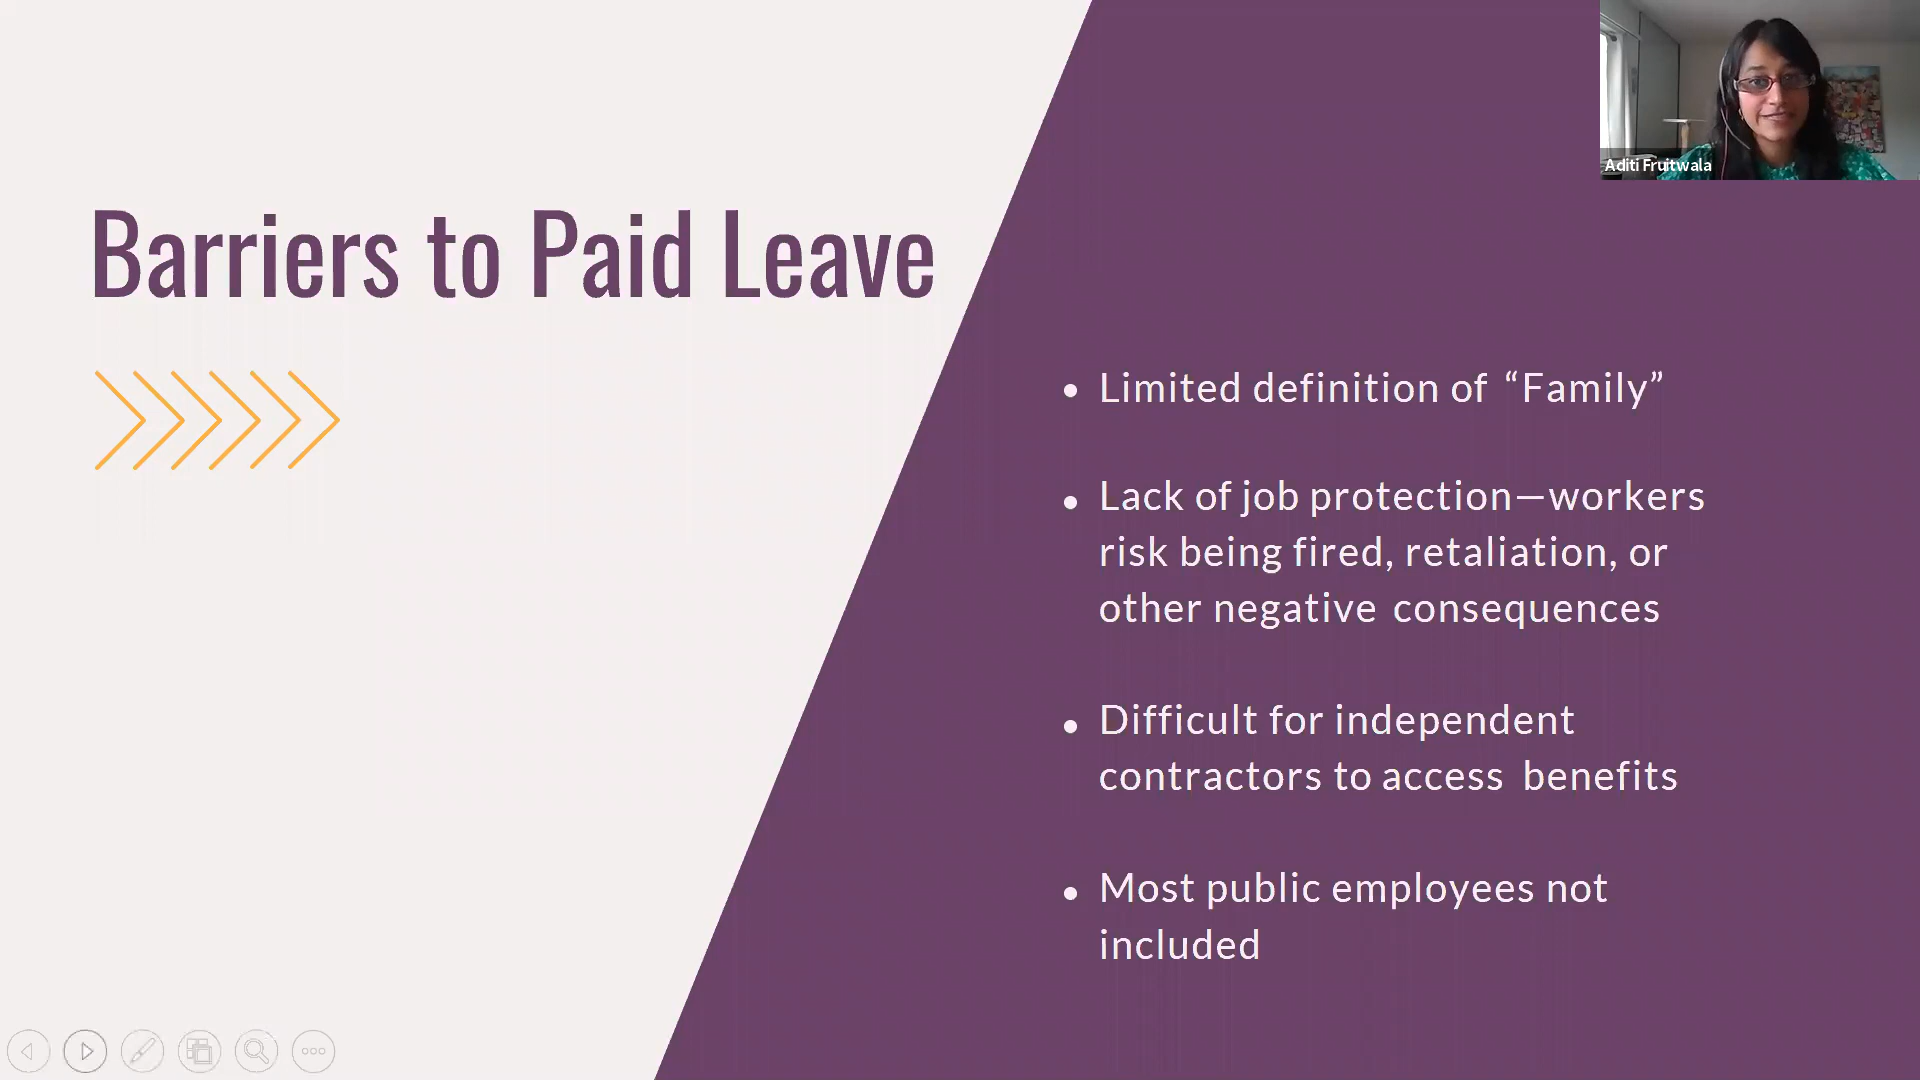 Aditi Fruitwala
Barriers to Paid Leave
• Limited definition of “Family”
• Lack of job protection—workers
risk being fired, retaliation, or
other negative consequences
• Difficult for independent
contractors to access benefits
• Most public employees not
included